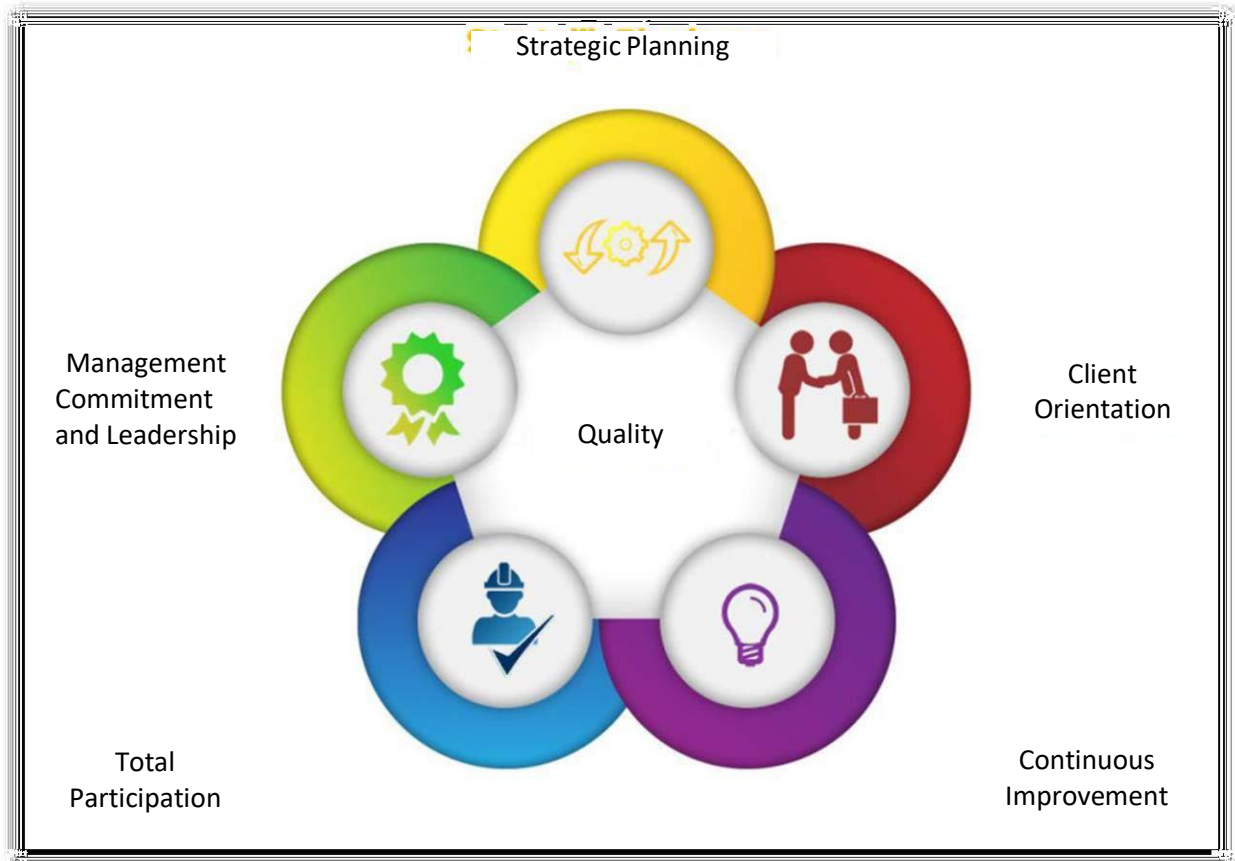 Strategic Planning
Management
Commitment
and Leadership
Client
Orientation
Quality
Total
Participation
Continuous
Improvement